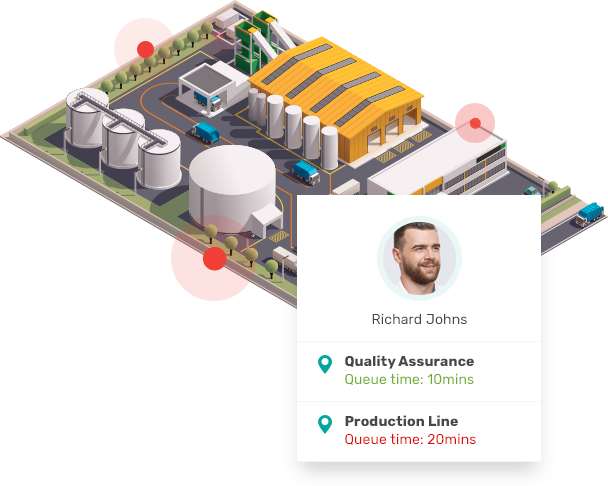 Richard Johns
Quality Assurance
Queue time: 10mins
Production Line
Queue time: 20mins